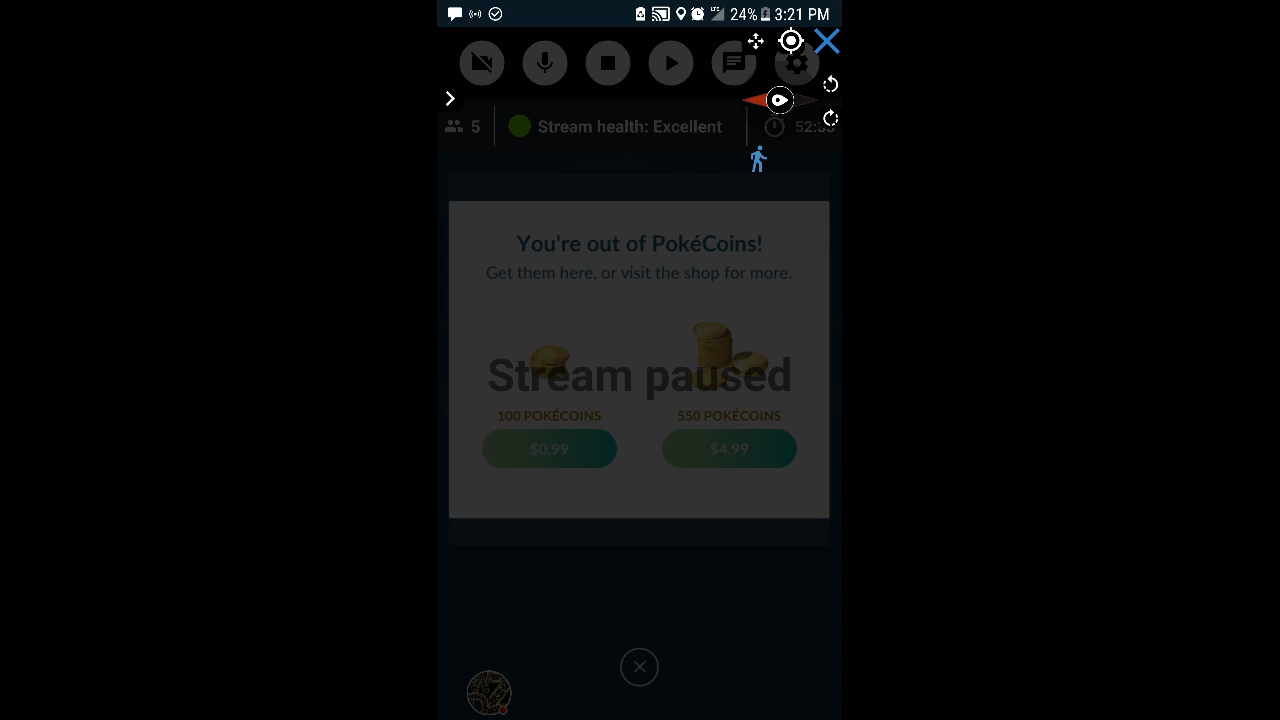 LTE 24% 3:21 PM
5 Stream health: Excellent
You're out of PokéCoins!
Get them here, or visit the shop for more.
Stream paused
100 POKÉCOINS 550 POKÉCOINS
$0.99 $4.99